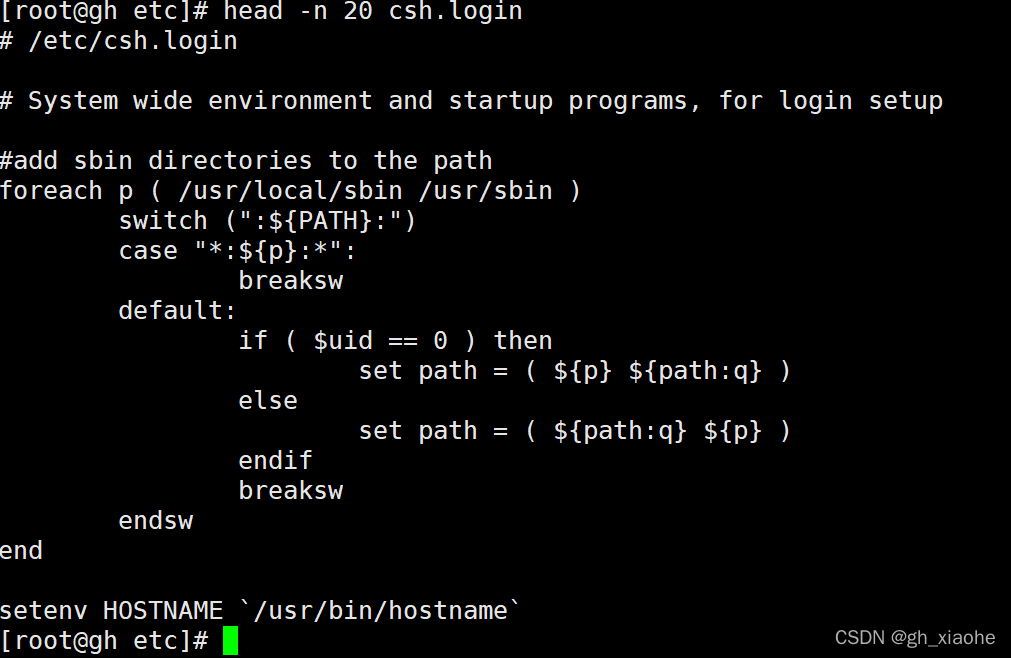 [root@gh etc]# head -n 20 csh.login
# /etc/csh.login

# System wide environment and startup programs, for login setup

#add sbin directories to the path
foreach p ( /usr/local/sbin /usr/sbin )
        switch (":${PATH}:")
        case "*:${p}:*":
                breaksw
        default:
                if ( $uid == 0 ) then
                        set path = ( ${p} ${path:q} )
                else
                        set path = ( ${path:q} ${p} )
                endif
                breaksw
        endsw
end

setenv HOSTNAME `/usr/bin/hostname`
[root@gh etc]#
CSDN @gh_xiaohe